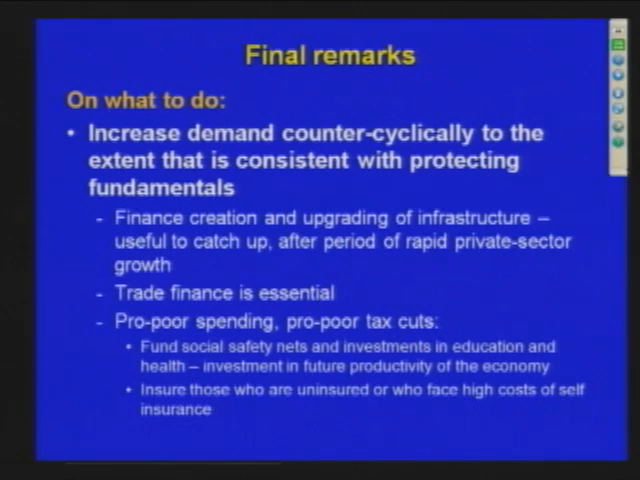 Final remarks
On what to do:
• Increase demand counter-cyclically to the
extent that is consistent with protecting
fundamentals
- Finance creation and upgrading of infrastructure –
useful to catch up, after period of rapid private-sector
growth
- Trade finance is essential
- Pro-poor spending, pro-poor tax cuts:
• Fund social safety nets and investments in education and
health – investment in future productivity of the economy
• Insure those who are uninsured or who face high costs of self
insurance